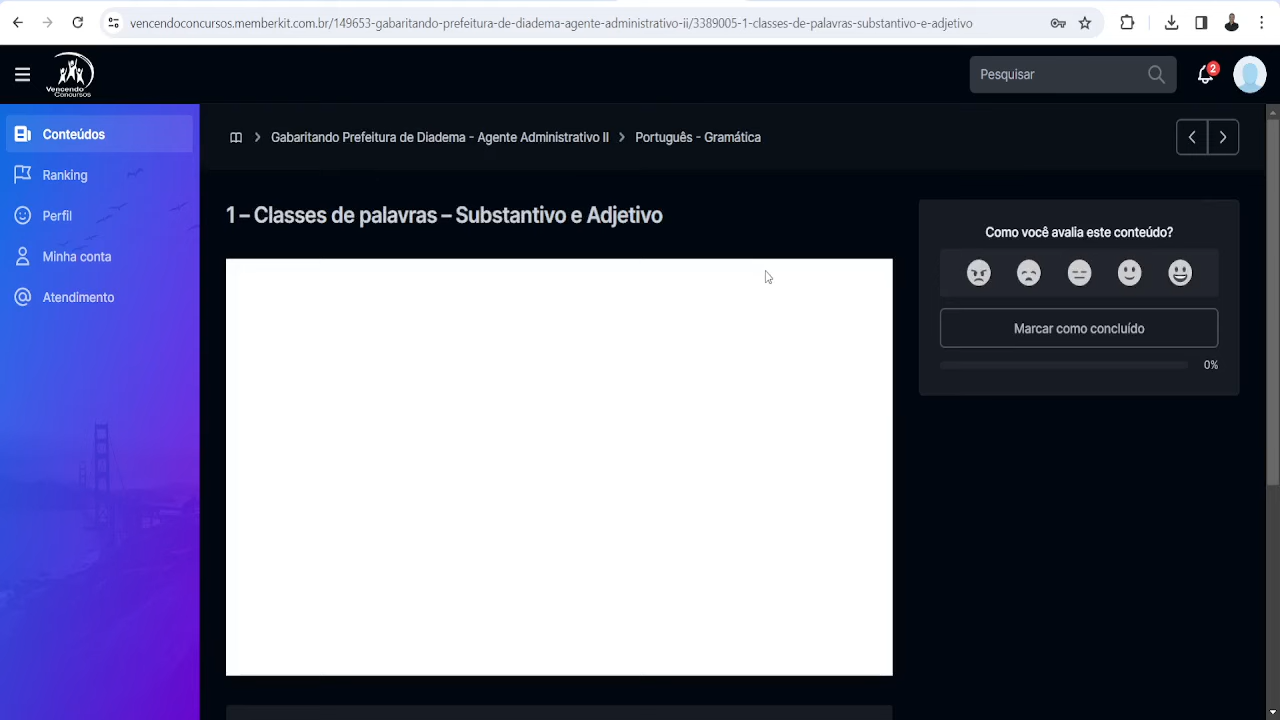 vencendoconcursos.memberkit.com.br/149653-gabaritando-prefeitura-de-diadema-agente-administrativo-ii/3389005-1-classes-de-palavras-substantivo-e-adjetivo
Vencendo
Concursos
Pesquisar
2
Conteúdos
Ranking
Perfil
Minha conta
Atendimento
Gabaritando Prefeitura de Diadema - Agente Administrativo II
Português - Gramática
1 – Classes de palavras – Substantivo e Adjetivo
Como você avalia este conteúdo?
Marcar como concluído
0%